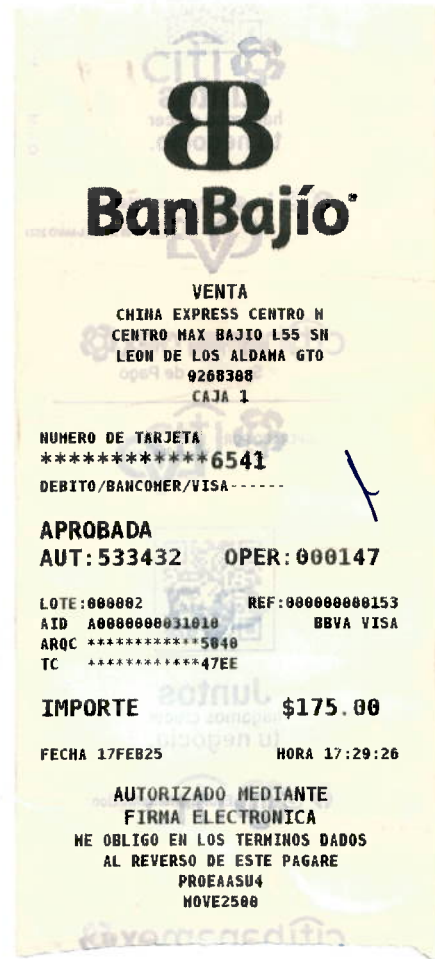 BanBajío
VENTA
CHINA EXPRESS CENTRO M
CENTRO MAX BAJIO L55 SN
LEON DE LOS ALDAMA GTO
9268388
CAJA 1
NUMERO DE TARJETA
************6541
DEBITO/BANCOMER/VISA------
APROBADA
AUT:533432 OPER:000147
LOTE:000002 REF:000000000153
AID A0000000031010 BBVA VISA
ARQC ************5840
TC ************47EE
IMPORTE $175.00
FECHA 17FEB25 HORA 17:29:26
AUTORIZADO MEDIANTE
FIRMA ELECTRONICA
ME OBLIGO EN LOS TERMINOS DADOS
AL REVERSO DE ESTE PAGARE
PROEAASU4
MOVE2500
citibanamex